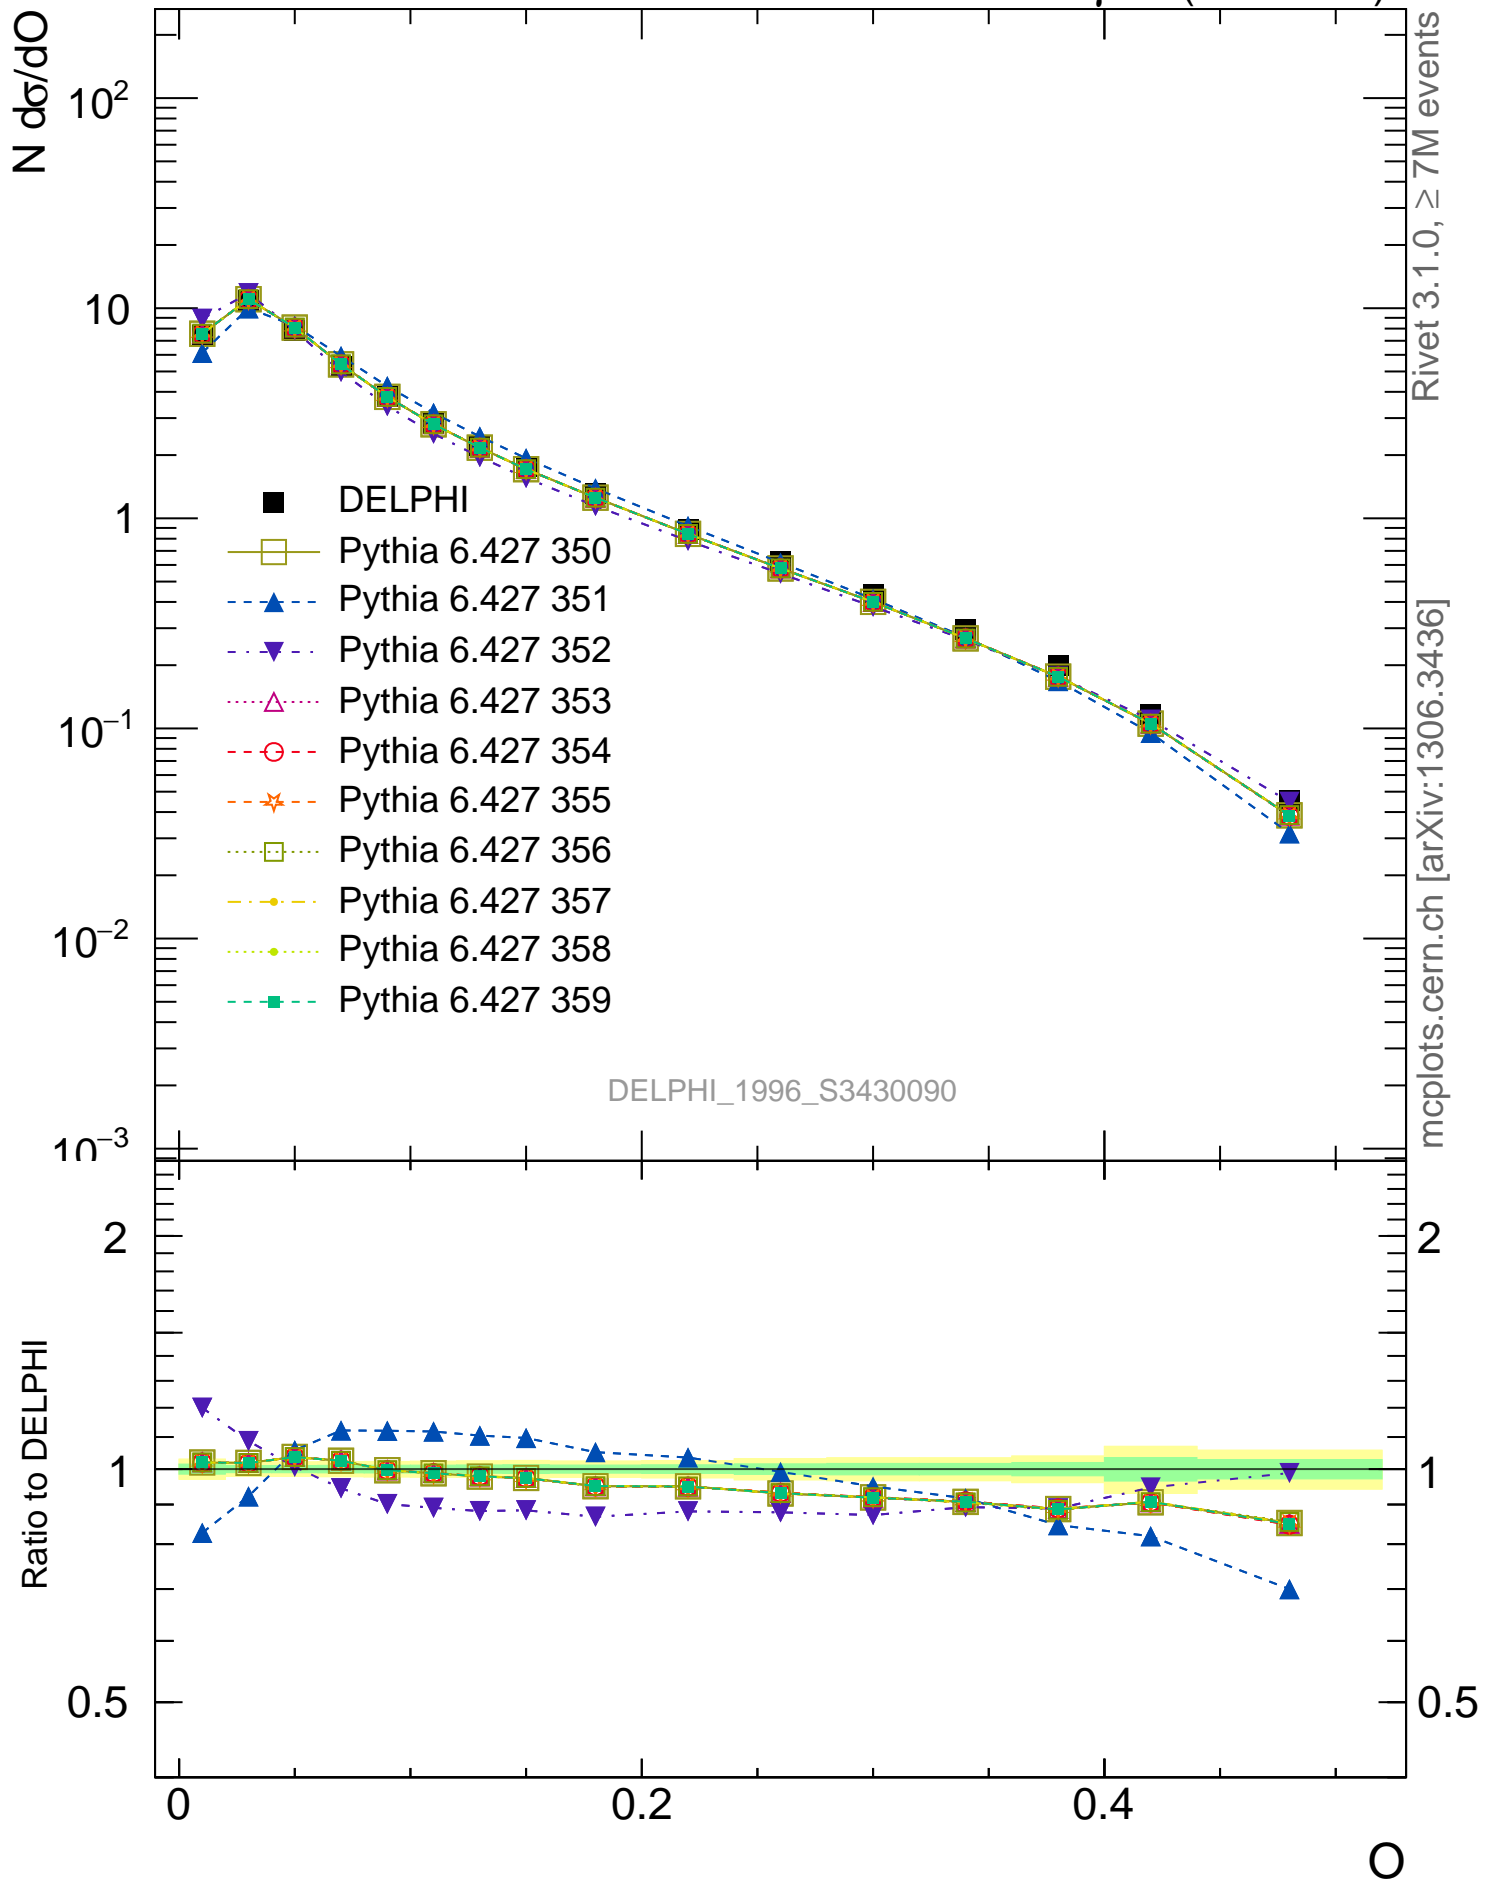 N dσ/dO
10²
10
1
10⁻¹
10⁻²
10⁻³
DELPHI
Pythia 6.427 350
Pythia 6.427 351
Pythia 6.427 352
Pythia 6.427 353
Pythia 6.427 354
Pythia 6.427 355
Pythia 6.427 356
Pythia 6.427 357
Pythia 6.427 358
Pythia 6.427 359
DELPHI_1996_S3430090
Rivet 3.1.0, ≥ 7M events
mcplots.cern.ch [arXiv:1306.3436]
Ratio to DELPHI
2
1
0.5
2
1
0.5
0
0.2
0.4
O